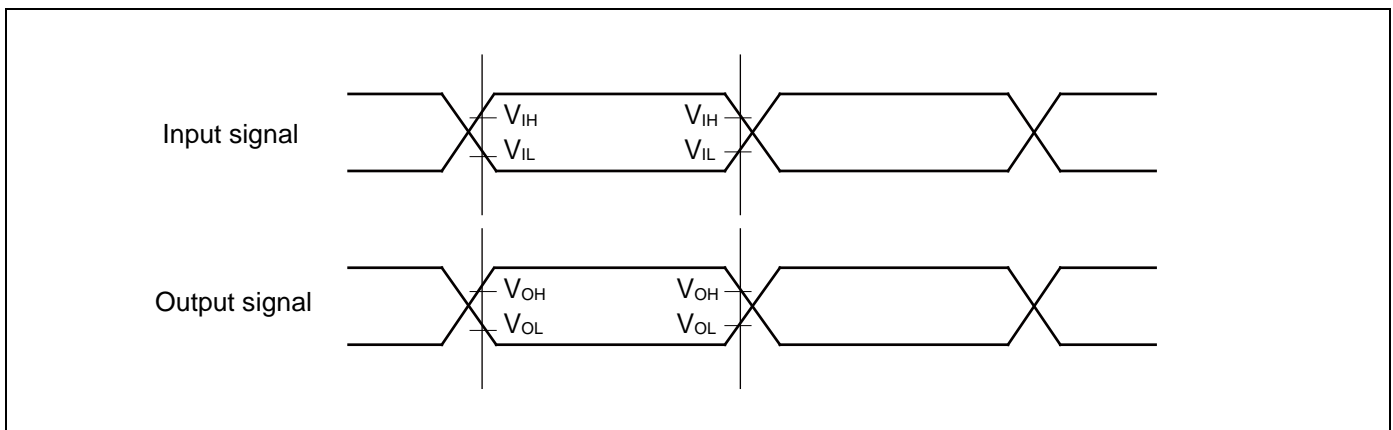 Input signal
VIH
VIH
VIL
VIL
Output signal
VOH
VOH
VOL
VOL